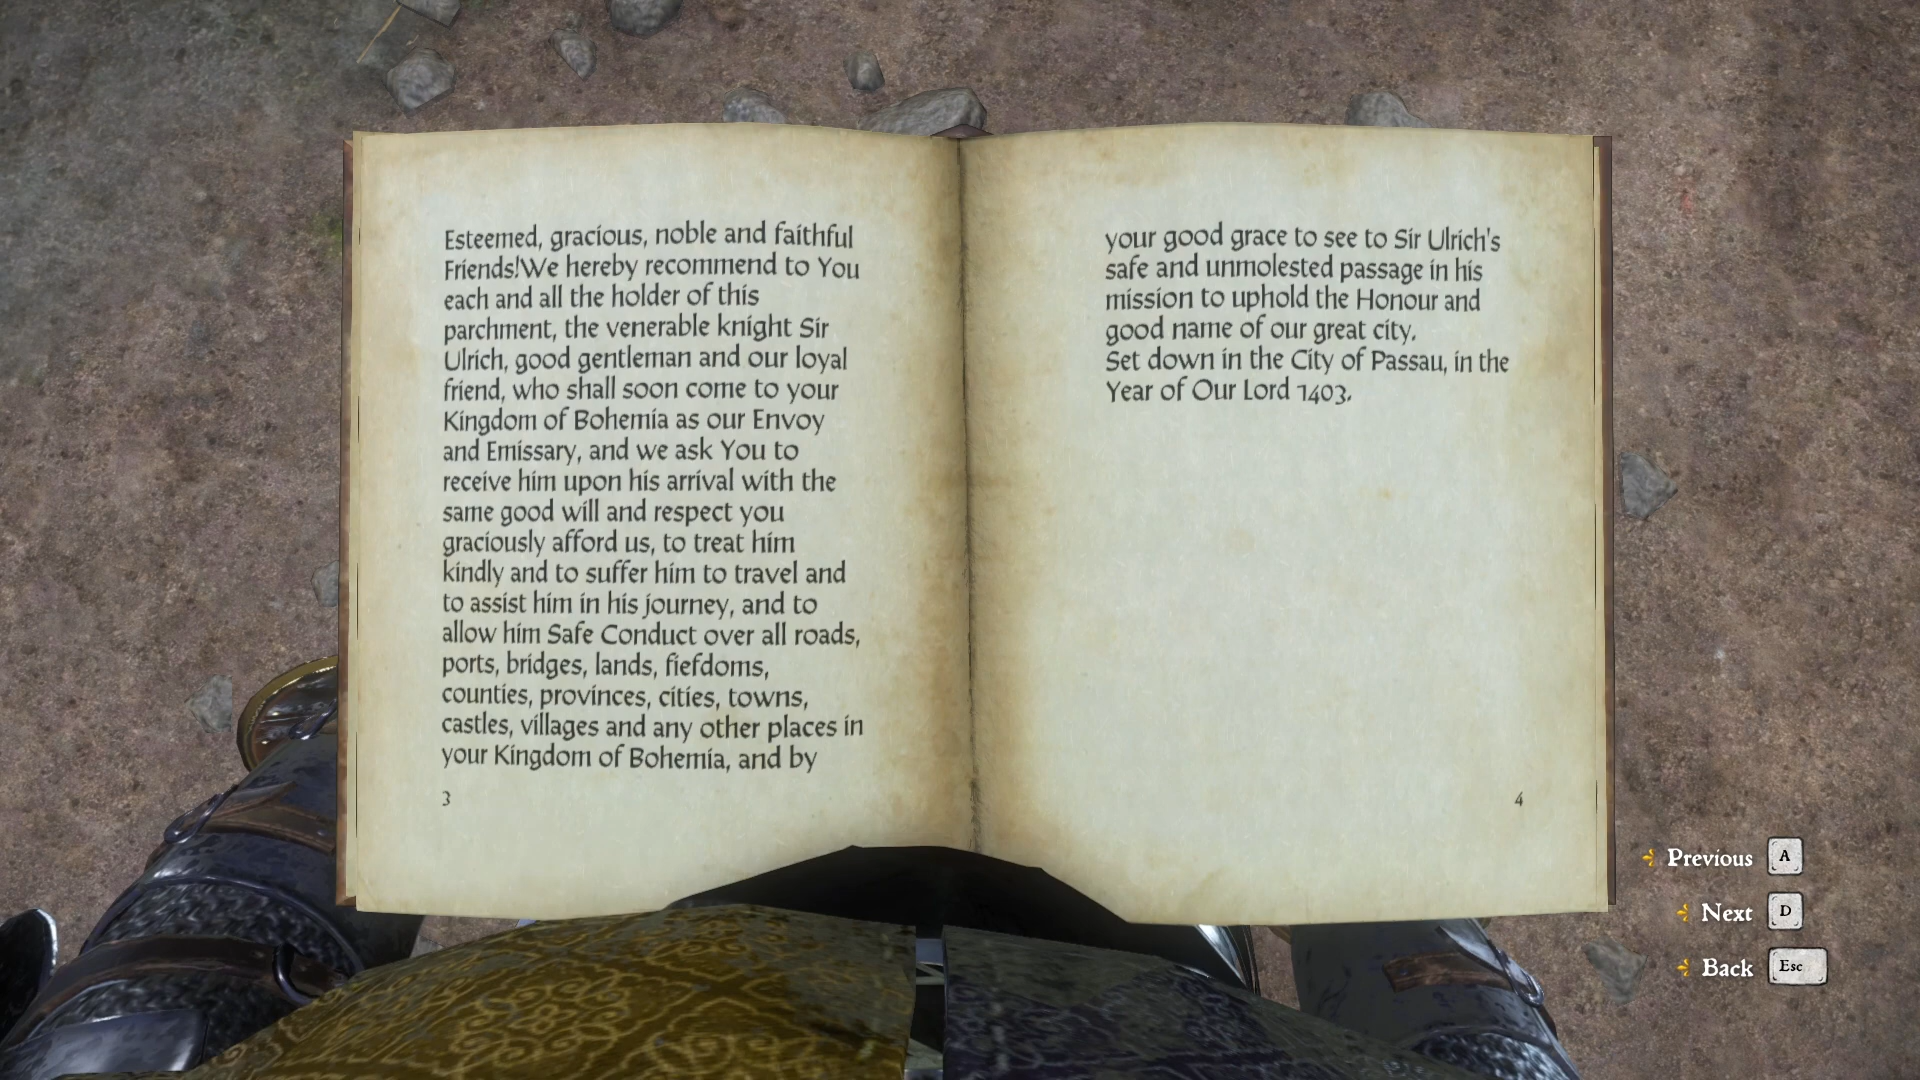 Esteemed, gracious, noble and faithful
Friends!We hereby recommend to You
each and all the holder of this
parchment, the venerable knight Sir
Ulrich, good gentleman and our loyal
friend, who shall soon come to your
Kingdom of Bohemia as our Envoy
and Emissary, and we ask You to
receive him upon his arrival with the
same good will and respect you
graciously afford us, to treat him
kindly and to suffer him to travel and
to assist him in his journey, and to
allow him Safe Conduct over all roads,
ports, bridges, lands, fiefdoms,
counties, provinces, cities, towns,
castles, villages and any other places in
your Kingdom of Bohemia, and by
3
your good grace to see to Sir Ulrich's
safe and unmolested passage in his
mission to uphold the Honour and
good name of our great city.
Set down in the City of Passau, in the
Year of Our Lord 1403.
4
Previous A
Next D
Back Esc